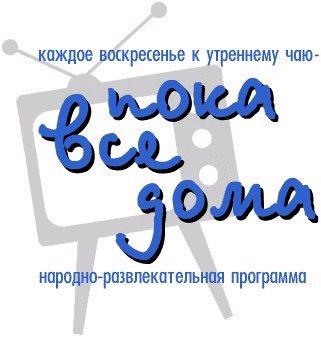 каждое воскресенье к утреннему чаю-
пока
все
дома
народно-развлекательная программа